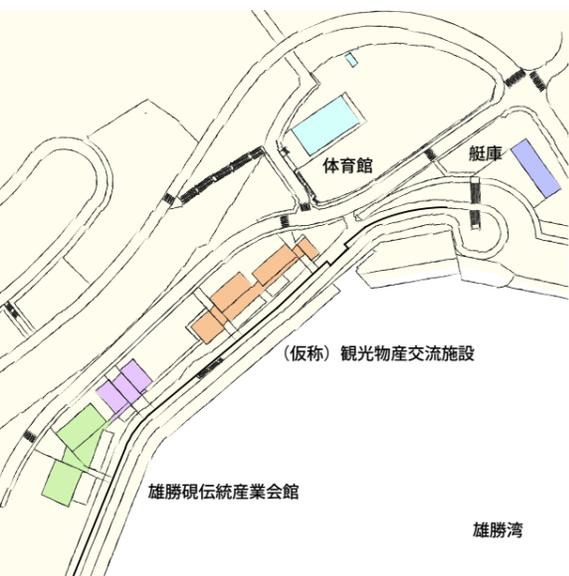 体育館
艇庫
（仮称）観光物産交流施設
雄勝硯伝統産業会館
雄勝湾